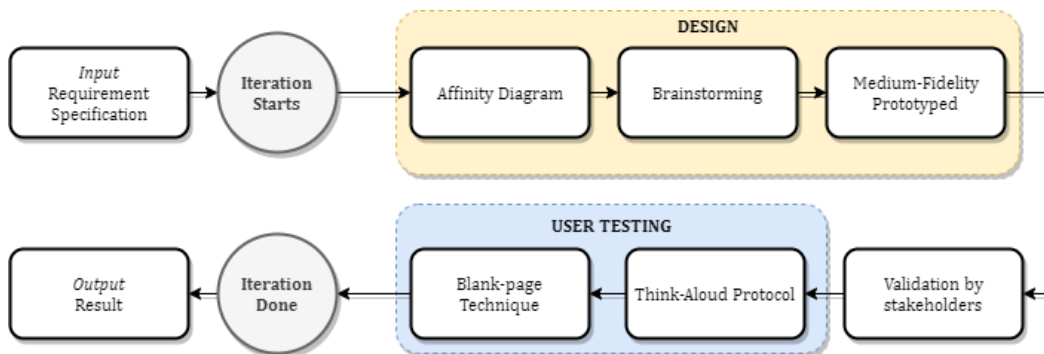 DESIGN
Input
Requirement
Specification
Iteration
Starts
Affinity Diagram
Brainstorming
Medium-Fidelity
Prototyped
USER TESTING
Output
Result
Iteration
Done
Blank-page
Technique
Think-Aloud Protocol
Validation by
stakeholders